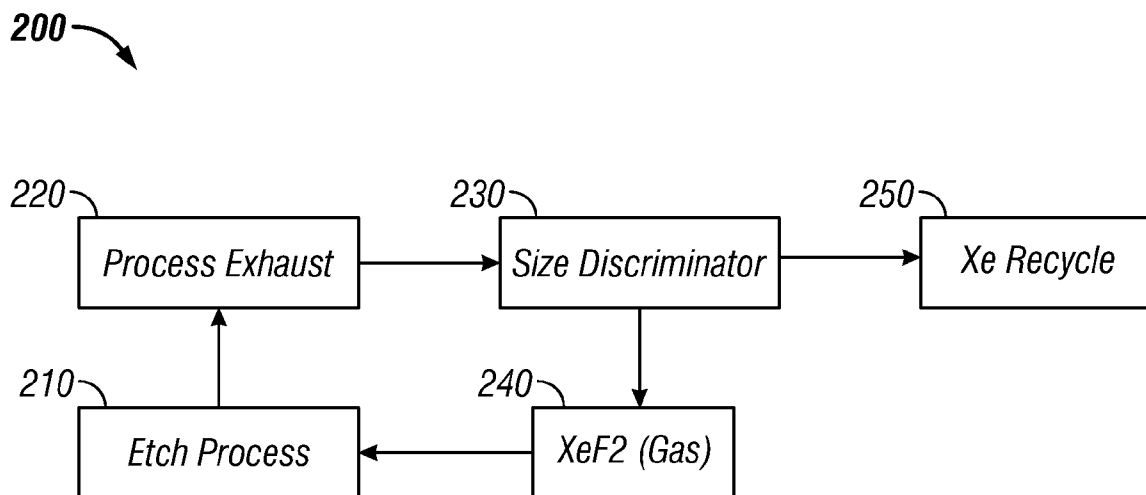 200
220
230
250
Process Exhaust
Size Discriminator
Xe Recycle
210
240
Etch Process
XeF2 (Gas)